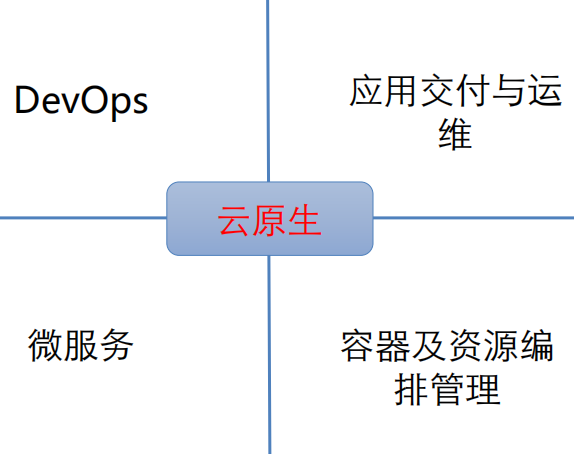 DevOps
应用交付与运
维
云原生
微服务
容器及资源编
排管理